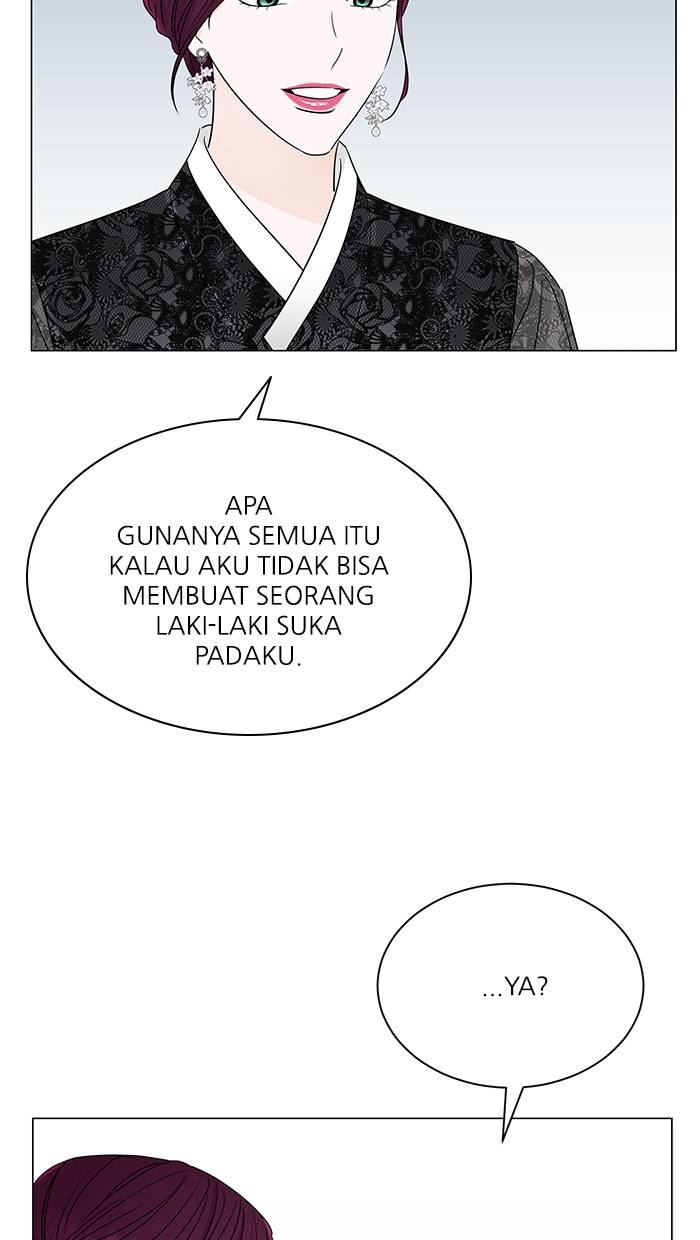 APA
GUNANYA SEMUA ITU
KALAU AKU TIDAK BISA
MEMBUAT SEORANG
LAKI-LAKI SUKA
PADAKU.
...YA?